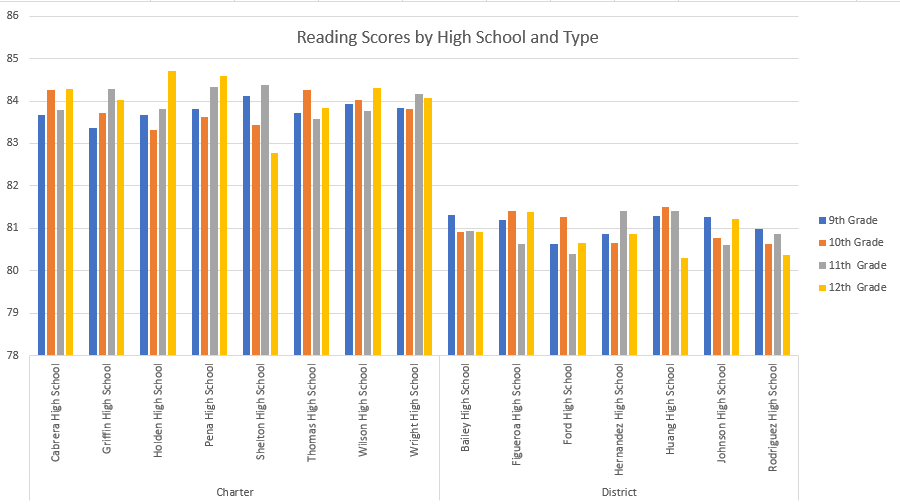 Reading Scores by High School and Type
86
85
84
83
82
81
80
79
78
Cabrera High School
Griffin High School
Holden High School
Pena High School
Shelton High School
Thomas High School
Wilson High School
Wright High School
Bailey High School
Figueroa High School
Ford High School
Hernandez High School
Huang High School
Johnson High School
Rodriguez High School
Charter
District
9th Grade
10th Grade
11th  Grade
12th  Grade